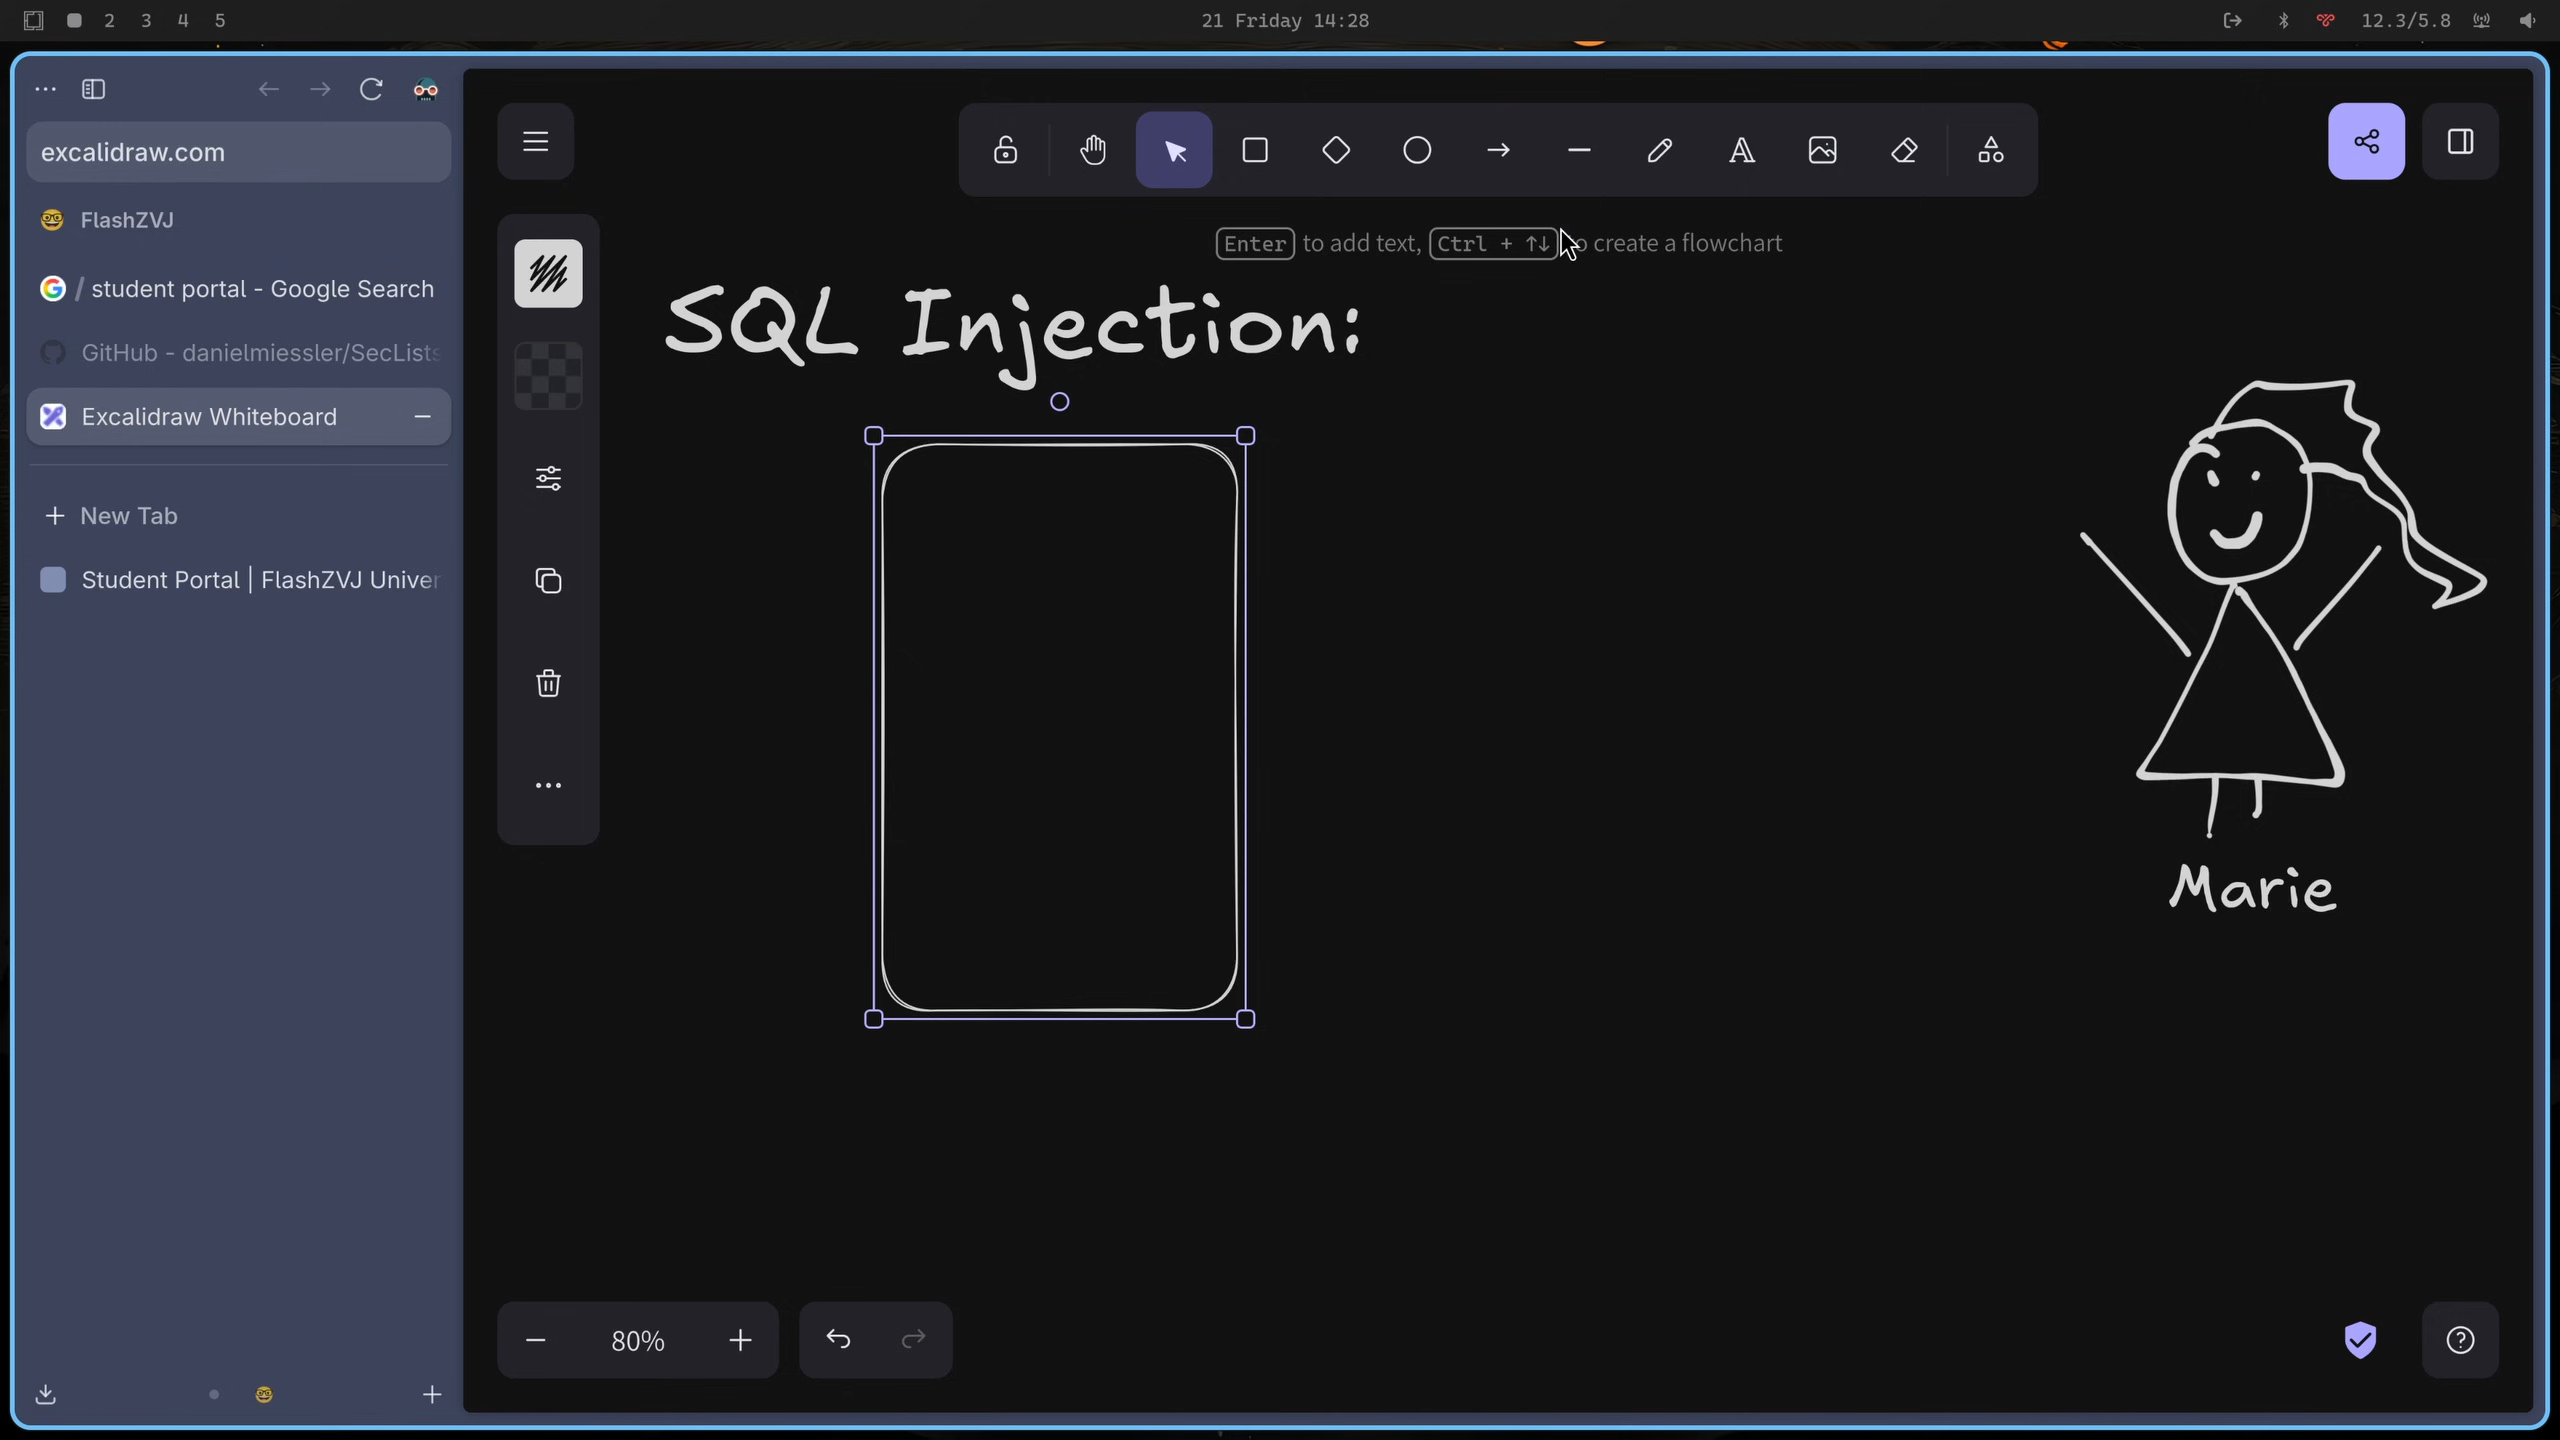 2 3 4 5
21 Friday 14:28
12.3/5.8
excalidraw.com
FlashZVJ
/ student portal - Google Search
GitHub - danielmiessler/SecLists
Excalidraw Whiteboard
New Tab
Student Portal | FlashZVJ Univer
Enter to add text, Ctrl + ↑↓ to create a flowchart
SQL Injection:
Marie
80%